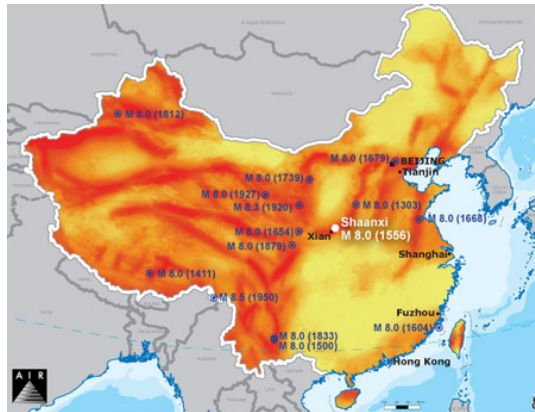 M 8.0 (1812)
M 8.0 (1679)
BEIJING
Tianjin
M 8.0 (1739)
M 8.0 (1927)
M 8.3 (1920)
M 8.0 (1303)
M 8.0 (1668)
Shaanxi
M 8.0 (1556)
M 8.0 (1654)
Xian
M 8.0 (1879)
Shanghai
M 8.0 (1411)
M 8.5 (1950)
Fuzhou
M 8.0 (1604)
M 8.0 (1833)
M 8.0 (1500)
Hong Kong
AIR